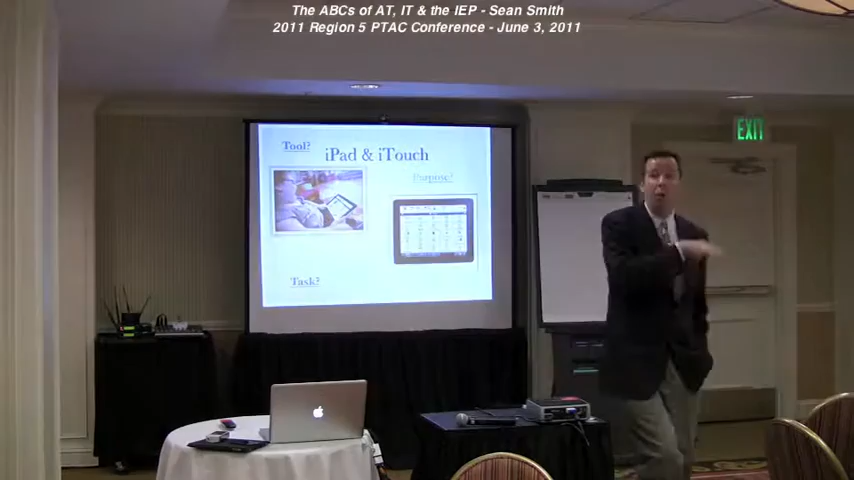 The ABCs of AT, IT & the IEP - Sean Smith
2011 Region 5 PTAC Conference - June 3, 2011
EXIT
Tool?
iPad & iTouch
Purpose?
Task?